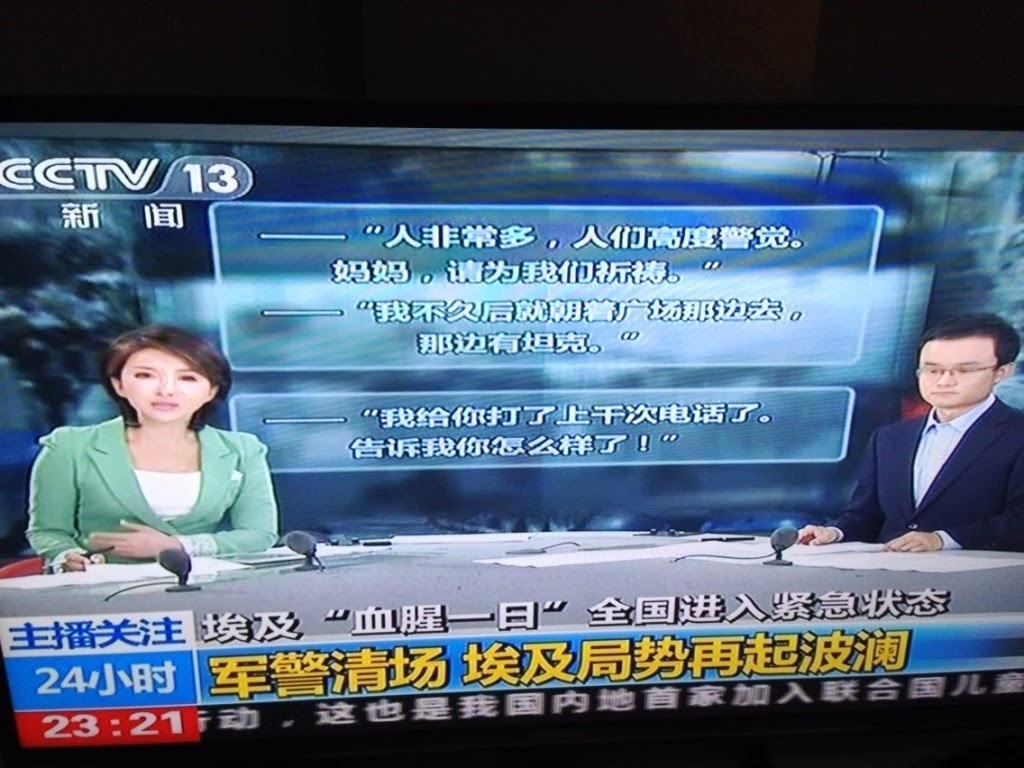 CCTV 13
新闻
——“人非常多，人们高度警觉。
妈妈，请为我们祈祷。”
——“我不久后就朝着广场那边去，
那边有坦克。”
——“我给你打了上千次电话了。
告诉我你怎么样了！”
主播关注
埃及“血腥一日”全国进入紧急状态
24小时
军警清场 埃及局势再起波澜
23:21
动，这也是我国内地首家加入联合国儿童